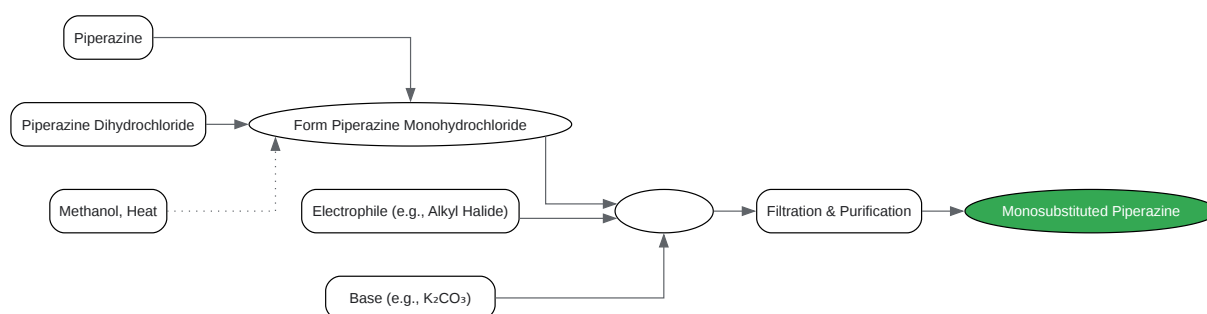 Piperazine
Piperazine Dihydrochloride
Form Piperazine Monohydrochloride
Methanol, Heat
Electrophile (e.g., Alkyl Halide)
Filtration & Purification
Monosubstituted Piperazine
Base (e.g., K₂CO₃)